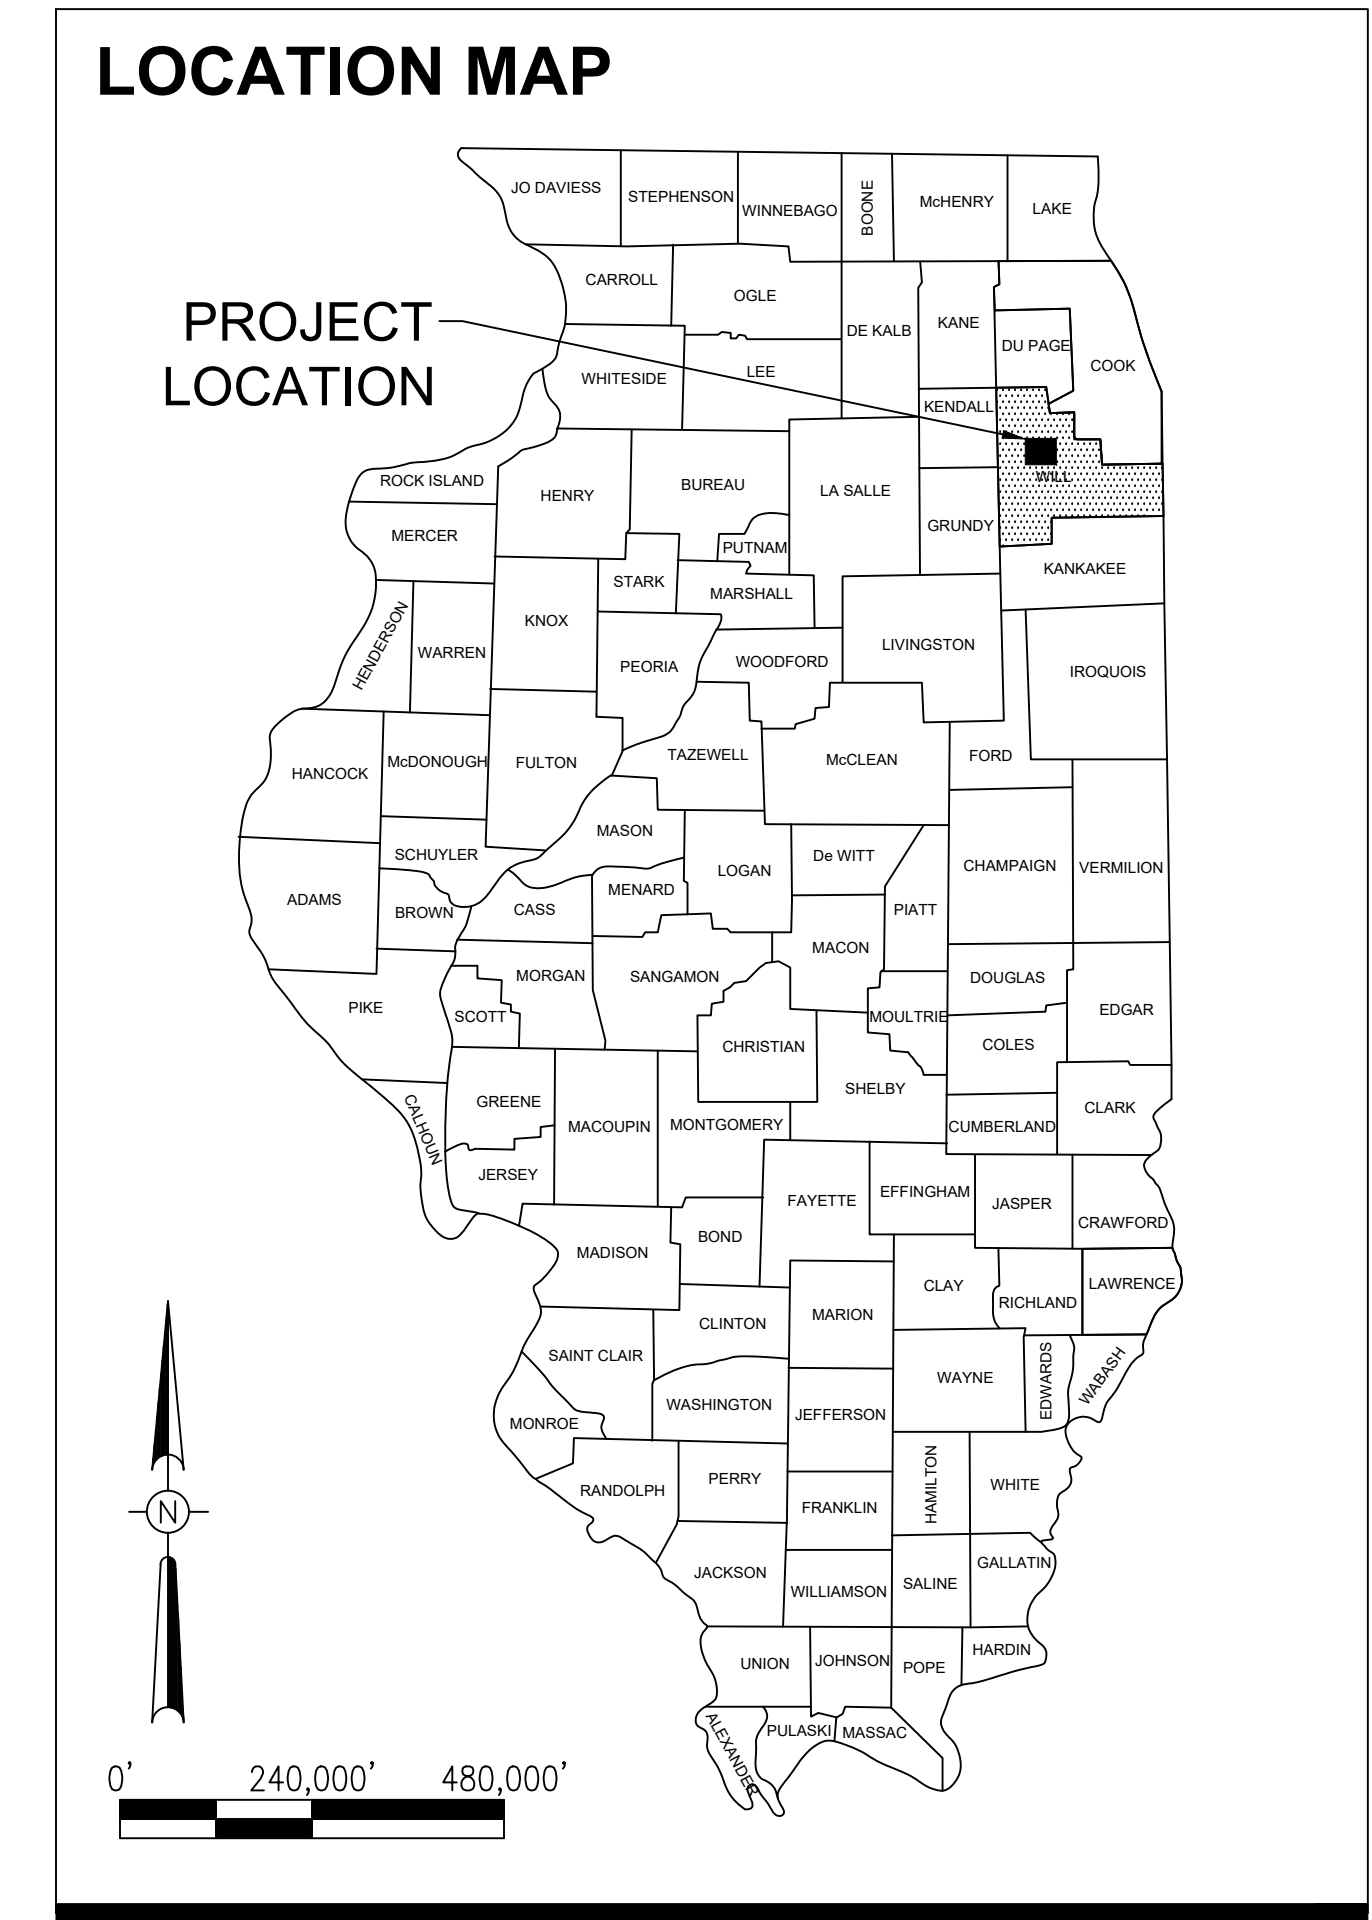 LOCATION MAP
JO DAVIESS
STEPHENSON
WINNEBAGO
BOONE
McHENRY
LAKE
CARROLL
OGLE
DE KALB
KANE
DU PAGE
COOK
PROJECT
LOCATION
WHITESIDE
LEE
KENDALL
WILL
ROCK ISLAND
HENRY
BUREAU
LA SALLE
GRUNDY
MERCER
PUTNAM
KANKAKEE
STARK
MARSHALL
HENDERSON
WARREN
KNOX
PEORIA
WOODFORD
LIVINGSTON
IROQUOIS
HANCOCK
McDONOUGH
FULTON
TAZEWELL
McCLEAN
FORD
MASON
SCHUYLER
LOGAN
De WITT
CHAMPAIGN
VERMILION
ADAMS
BROWN
CASS
MENARD
PIATT
MACON
PIKE
SCOTT
MORGAN
SANGAMON
DOUGLAS
MOULTRIE
EDGAR
CHRISTIAN
COLES
SHELBY
CALHOUN
GREENE
MACOUPIN
MONTGOMERY
CUMBERLAND
CLARK
JERSEY
FAYETTE
EFFINGHAM
JASPER
CRAWFORD
MADISON
BOND
CLAY
RICHLAND
LAWRENCE
CLINTON
MARION
SAINT CLAIR
WAYNE
EDWARDS
WABASH
WASHINGTON
JEFFERSON
MONROE
RANDOLPH
PERRY
FRANKLIN
HAMILTON
WHITE
N
JACKSON
WILLIAMSON
SALINE
GALLATIN
UNION
JOHNSON
POPE
HARDIN
ALEXANDER
PULASKI
MASSAC
0' 240,000' 480,000'